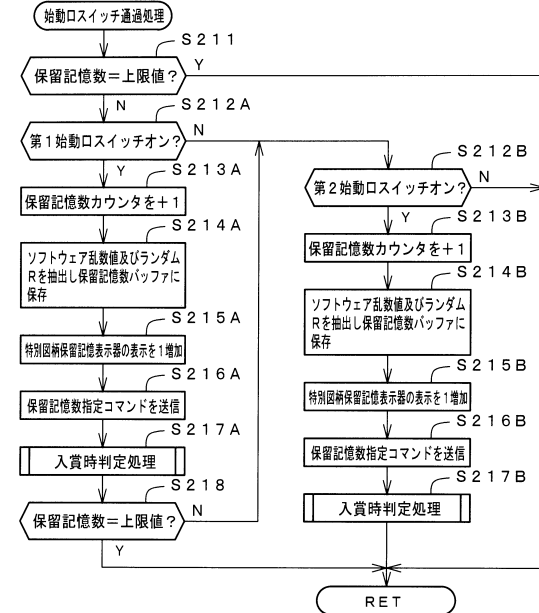 始動口スイッチ通過処理
S211
保留記憶数＝上限値？
Y
N
S212A
第1始動口スイッチオン？
N
Y
S213A
保留記憶数カウンタを＋1
S214A
ソフトウェア乱数値及びランダム
Rを抽出し保留記憶数バッファに
保存
S215A
特別図柄保留記憶表示器の表示を1増加
S216A
保留記憶数指定コマンドを送信
S217A
入賞時判定処理
S218
保留記憶数＝上限値？
N
Y
S212B
第2始動口スイッチオン？
N
Y
S213B
保留記憶数カウンタを＋1
S214B
ソフトウェア乱数値及びランダム
Rを抽出し保留記憶数バッファに
保存
S215B
特別図柄保留記憶表示器の表示を1増加
S216B
保留記憶数指定コマンドを送信
S217B
入賞時判定処理
RET